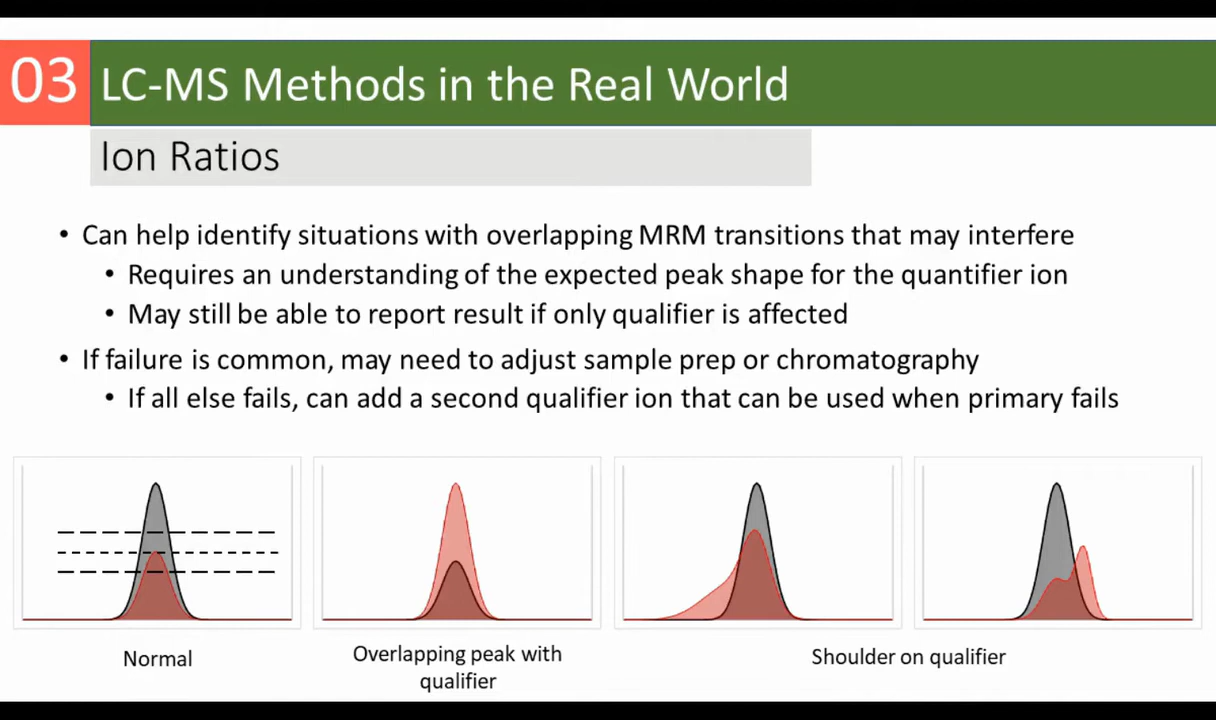 03
LC-MS Methods in the Real World
Ion Ratios
• Can help identify situations with overlapping MRM transitions that may interfere
• Requires an understanding of the expected peak shape for the quantifier ion
• May still be able to report result if only qualifier is affected
• If failure is common, may need to adjust sample prep or chromatography
• If all else fails, can add a second qualifier ion that can be used when primary fails
Normal
Overlapping peak with
qualifier
Shoulder on qualifier